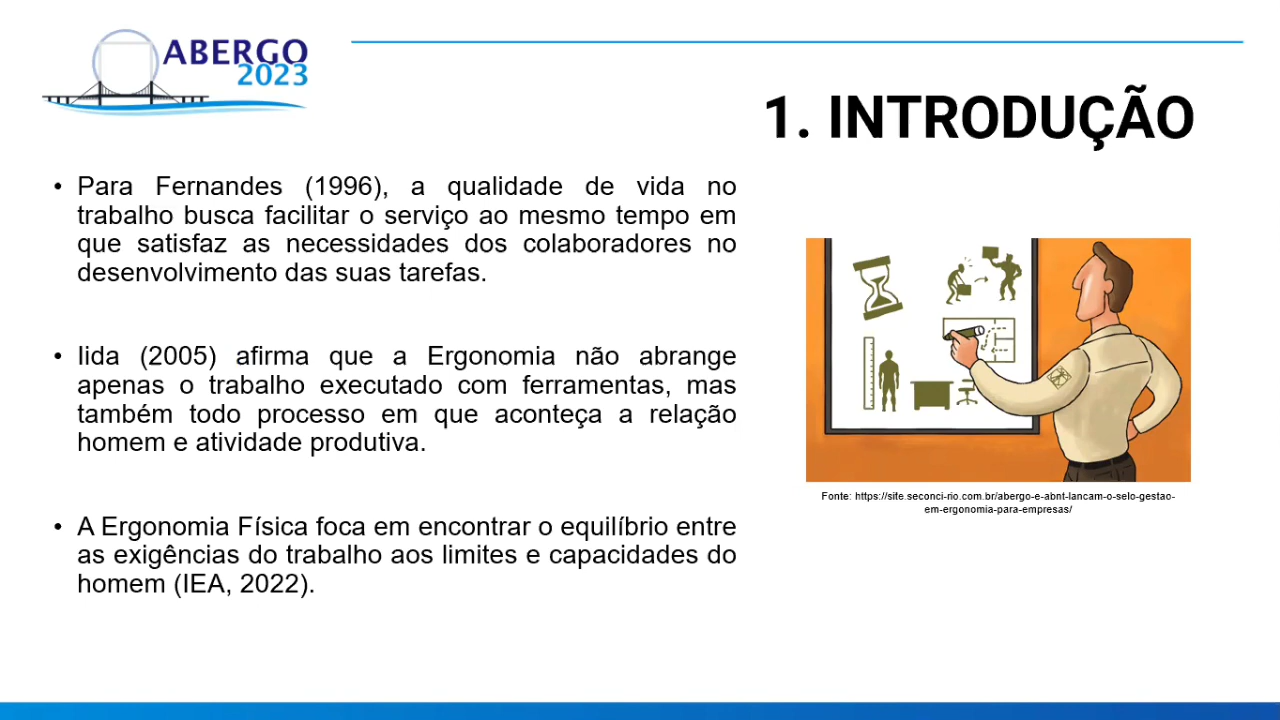 ABERGO
2023
1. INTRODUÇÃO
• Para Fernandes (1996), a qualidade de vida no
trabalho busca facilitar o serviço ao mesmo tempo em
que satisfaz as necessidades dos colaboradores no
desenvolvimento das suas tarefas.
• Iida (2005) afirma que a Ergonomia não abrange
apenas o trabalho executado com ferramentas, mas
também todo processo em que aconteça a relação
homem e atividade produtiva.
• A Ergonomia Física foca em encontrar o equilíbrio entre
as exigências do trabalho aos limites e capacidades do
homem (IEA, 2022).
Fonte: https://site.seconci-rio.com.br/abergo-e-abnt-lancam-o-selo-gestao-
em-ergonomia-para-empresas/